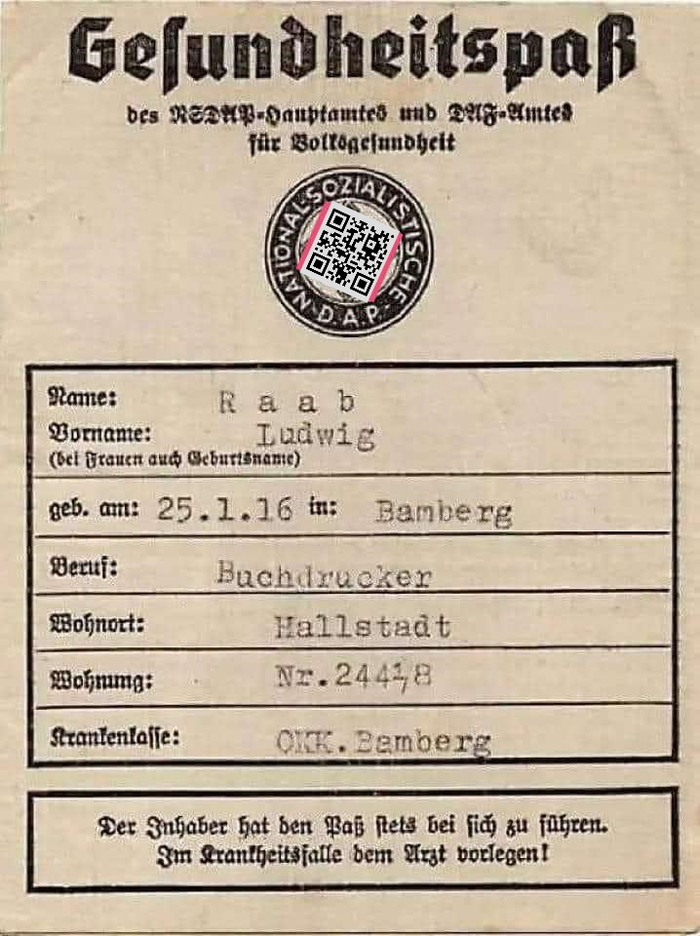 Gesundheitspaß
des NSDAP-Hauptamtes und DAF-Amtes
für Volksgesundheit
NATIONAL-SOZIALISTISCHE
D.A.P.
Name: Raab
Vorname: Ludwig
(bei Frauen auch Geburtsname)
geb. am: 25.1.16 in: Bamberg
Beruf: Buchdrucker
Wohnort: Hallstadt
Wohnung: Nr.244⅛
Krankenkasse: OKK.Bamberg
Der Inhaber hat den Paß stets bei sich zu führen.
Im Krankheitsfalle dem Arzt vorlegen!